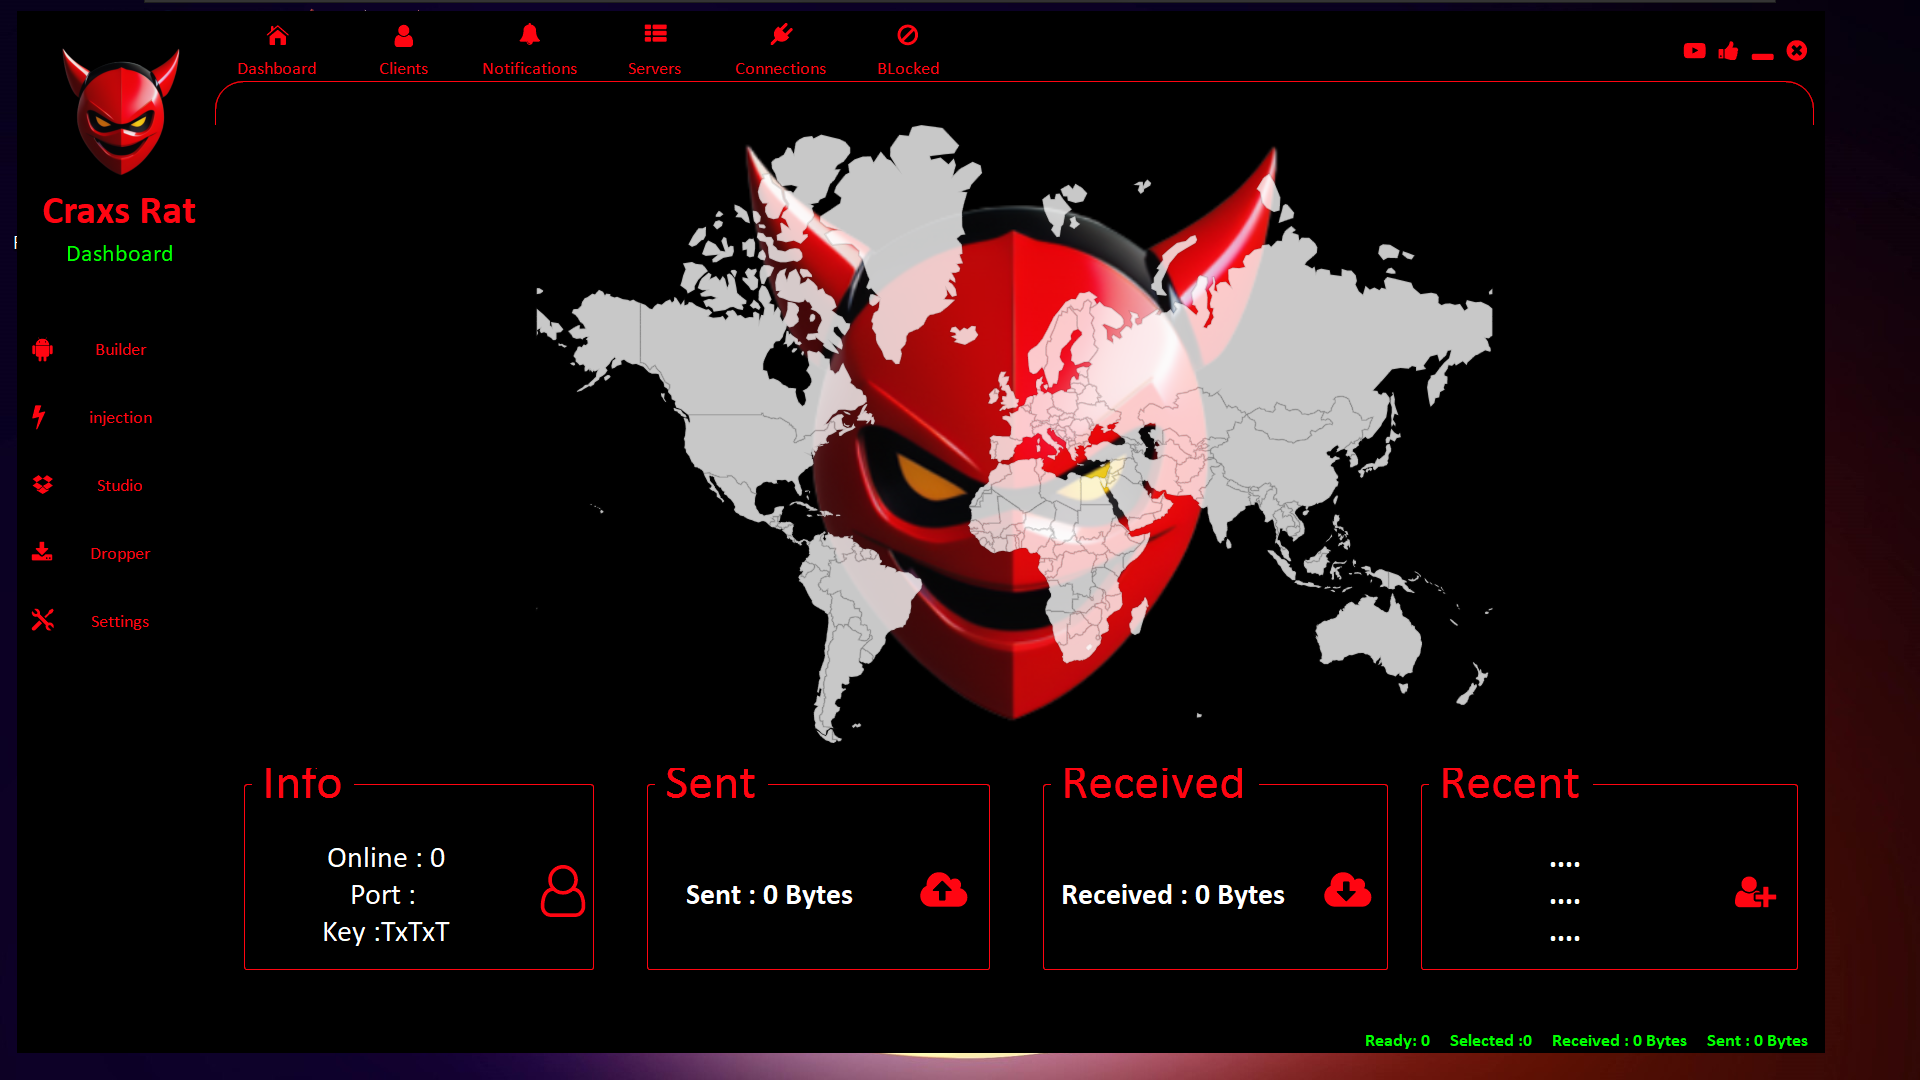 Dashboard
Clients
Notifications
Servers
Connections
BLocked
Craxs Rat
Dashboard
Builder
injection
Studio
Dropper
Settings
Info
Online : 0
Port :
Key :TxTxT
Sent
Sent : 0 Bytes
Received
Received : 0 Bytes
Recent
....
....
....
Ready: 0 Selected :0 Received : 0 Bytes Sent : 0 Bytes